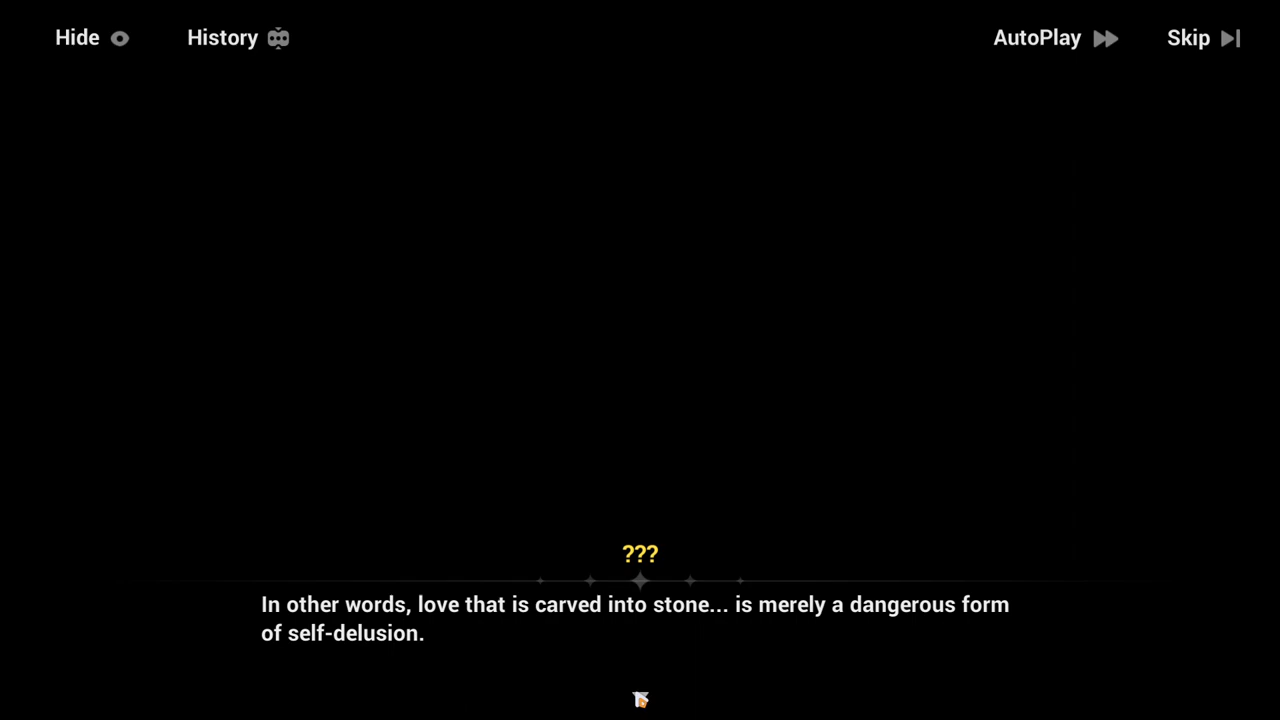 Hide
History
AutoPlay
Skip
???
In other words, love that is carved into stone... is merely a dangerous form
of self-delusion.